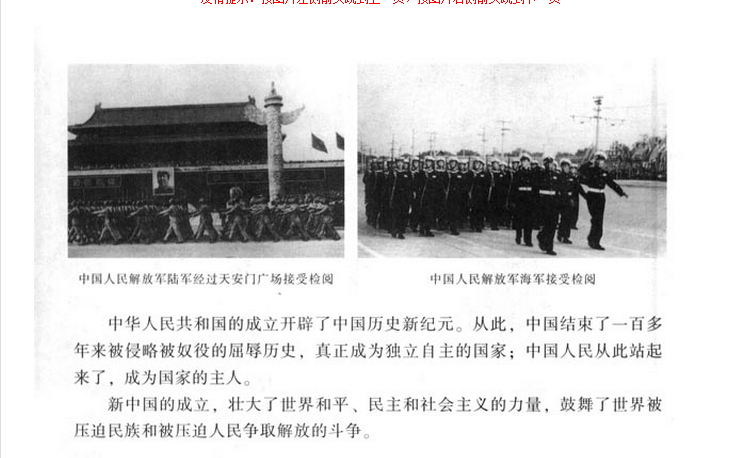 中国人民解放军陆军经过天安门广场接受检阅
中国人民解放军海军接受检阅
中华人民共和国的成立开辟了中国历史新纪元。从此，中国结束了一百多
年来被侵略被奴役的屈辱历史，真正成为独立自主的国家；中国人民从此站起
来了，成为国家的主人。
新中国的成立，壮大了世界和平、民主和社会主义的力量，鼓舞了世界被
压迫民族和被压迫人民争取解放的斗争。